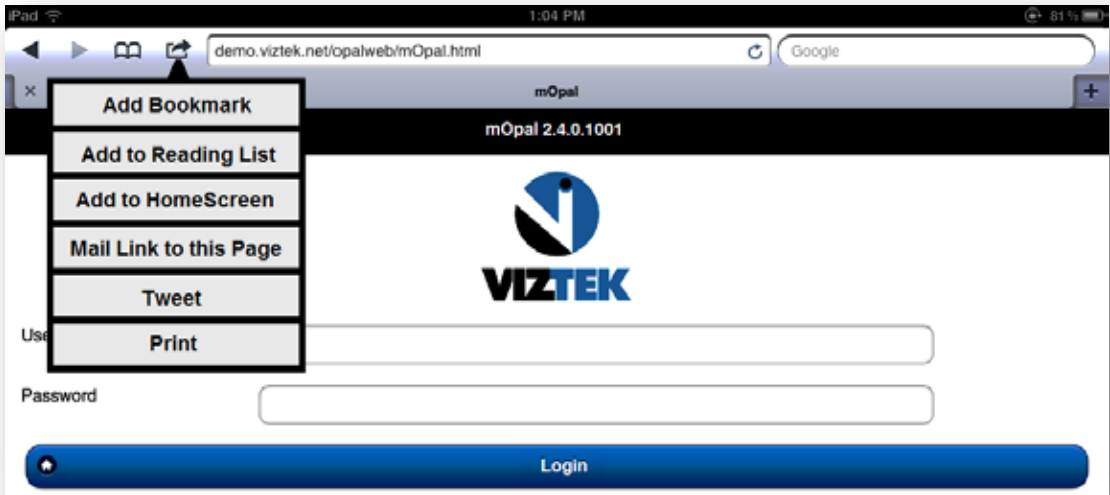 iPad 1:04 PM 81%
demo.viztek.net/opalweb/mOpal.html Google
mOpal
mOpal 2.4.0.1001
Add Bookmark
Add to Reading List
Add to HomeScreen
Mail Link to this Page
Tweet
Print
VIZTEK
Use
Password
Login